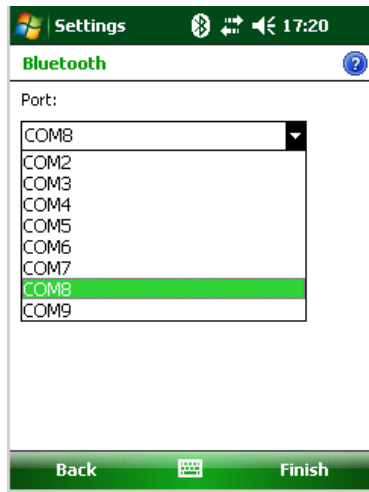 Settings 17:20
Bluetooth ?
Port:
COM8
COM2
COM3
COM4
COM5
COM6
COM7
COM8
COM9
Back Finish